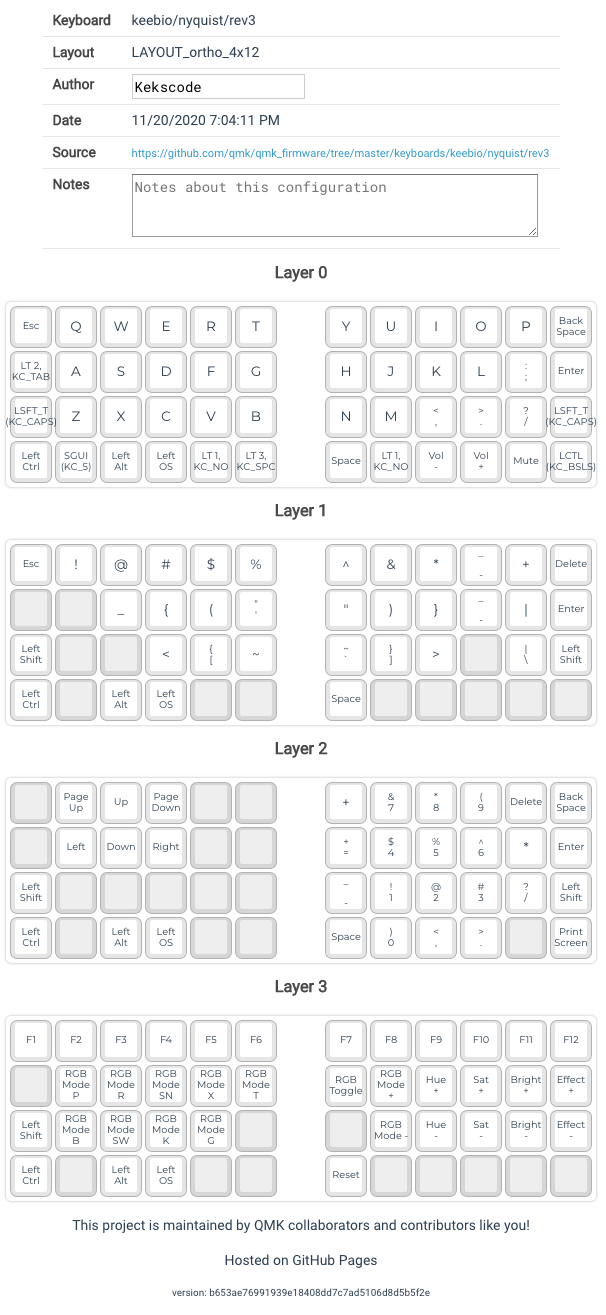 Keyboard keebio/nyquist/rev3
Layout LAYOUT_ortho_4x12
Author Kekscode
Date 11/20/2020 7:04:11 PM
Source https://github.com/qmk/qmk_firmware/tree/master/keyboards/keebio/nyquist/rev3
Notes Notes about this configuration
Layer 0
Esc Q W E R T Y U I O P Back Space
LT 2, KC_TAB A S D F G H J K L : ; Enter
LSFT_T (KC_CAPS) Z X C V B N M < , > . ? / LSFT_T (KC_CAPS)
Left Ctrl SGUI (KC_5) Left Alt Left OS LT 1, KC_NO LT 3, KC_SPC Space LT 1, KC_NO Vol - Vol + Mute LCTL (KC_BSLS)
Layer 1
Esc ! @ # $ % ^ & * _ - + Delete
_ { ( " ' " ) } _ - | Enter
Left Shift < { [ ~ ~ ` } ] > | \ Left Shift
Left Ctrl Left Alt Left OS Space
Layer 2
Page Up Up Page Down + & 7 * 8 ( 9 Delete Back Space
Left Down Right + = $ 4 % 5 ^ 6 * Enter
Left Shift _ - ! 1 @ 2 # 3 ? / Left Shift
Left Ctrl Left Alt Left OS Space ) 0 < , > . Print Screen
Layer 3
F1 F2 F3 F4 F5 F6 F7 F8 F9 F10 F11 F12
RGB Mode P RGB Mode R RGB Mode SN RGB Mode X RGB Mode T RGB Toggle RGB Mode + Hue + Sat + Bright + Effect +
Left Shift RGB Mode B RGB Mode SW RGB Mode K RGB Mode G RGB Mode - Hue - Sat - Bright - Effect -
Left Ctrl Left Alt Left OS Reset
This project is maintained by QMK collaborators and contributors like you!
Hosted on GitHub Pages
version: b653ae76991939e18408dd7c7ad5106d8d5b5f2e